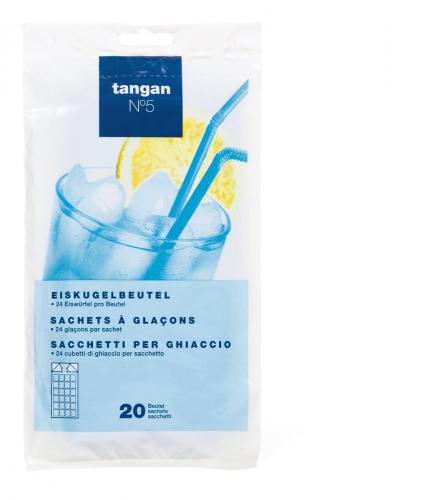 tangan
N°5
EISKUGELBEUTEL
• 24 Eiswürfel pro Beutel
SACHETS À GLAÇONS
• 24 glaçons par sachet
SACCHETTI PER GHIACCIO
• 24 cubetti di ghiaccio per sacchetto
20 Beutel
sachets
sacchetti